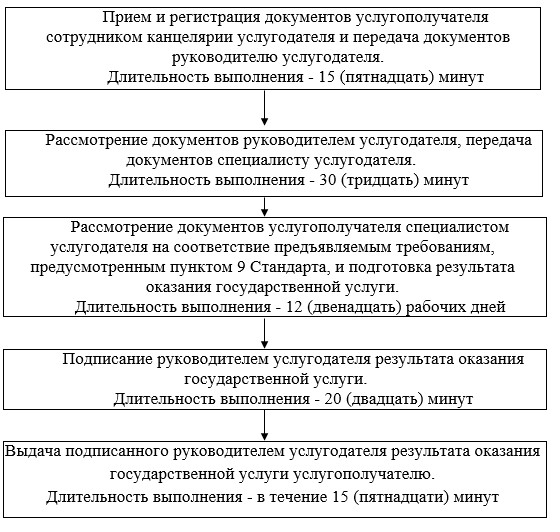 Прием и регистрация документов услугополучателя
сотрудником канцелярии услугодателя и передача документов
руководителю услугодателя.
Длительность выполнения - 15 (пятнадцать) минут
Рассмотрение документов руководителем услугодателя, передача
документов специалисту услугодателя.
Длительность выполнения - 30 (тридцать) минут
Рассмотрение документов услугополучателя специалистом
услугодателя на соответствие предъявляемым требованиям,
предусмотренным пунктом 9 Стандарта, и подготовка результата
оказания государственной услуги.
Длительность выполнения - 12 (двенадцать) рабочих дней
Подписание руководителем услугодателя результата оказания
государственной услуги.
Длительность выполнения - 20 (двадцать) минут
Выдача подписанного руководителем услугодателя результата оказания
государственной услуги услугополучателю.
Длительность выполнения - в течение 15 (пятнадцати) минут